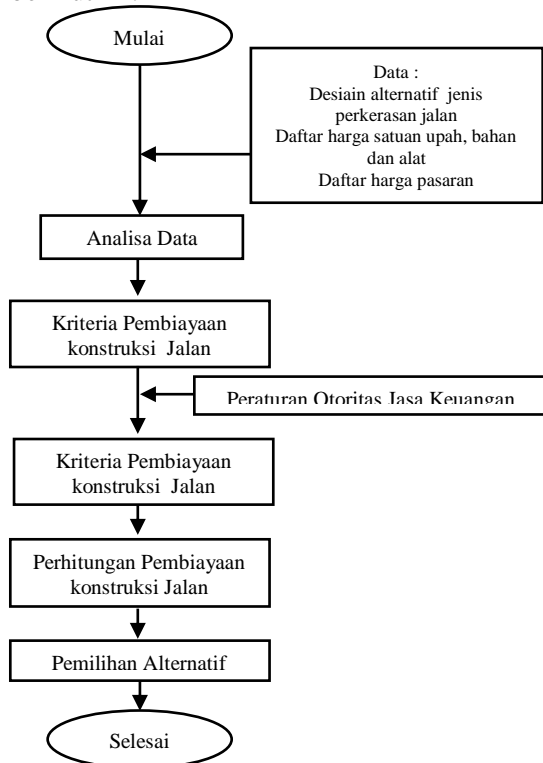 Mulai
Data :
Desiain alternatif jenis
perkerasan jalan
Daftar harga satuan upah, bahan
dan alat
Daftar harga pasaran
Analisa Data
Kriteria Pembiayaan
konstruksi Jalan
Peraturan Otoritas Jasa Keuangan
Kriteria Pembiayaan
konstruksi Jalan
Perhitungan Pembiayaan
konstruksi Jalan
Pemilihan Alternatif
Selesai